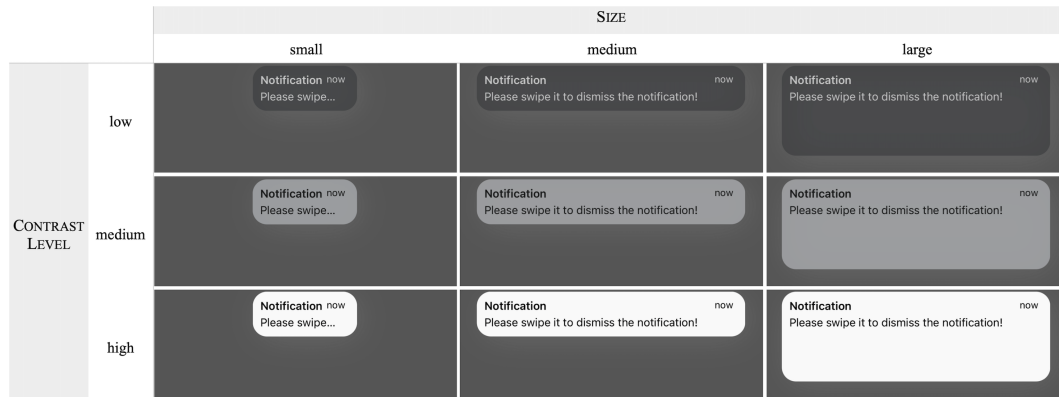 SIZE
small medium large
CONTRAST LEVEL
low
Notification now
Please swipe...
Notification now
Please swipe it to dismiss the notification!
Notification now
Please swipe it to dismiss the notification!
medium
Notification now
Please swipe...
Notification now
Please swipe it to dismiss the notification!
Notification now
Please swipe it to dismiss the notification!
high
Notification now
Please swipe...
Notification now
Please swipe it to dismiss the notification!
Notification now
Please swipe it to dismiss the notification!